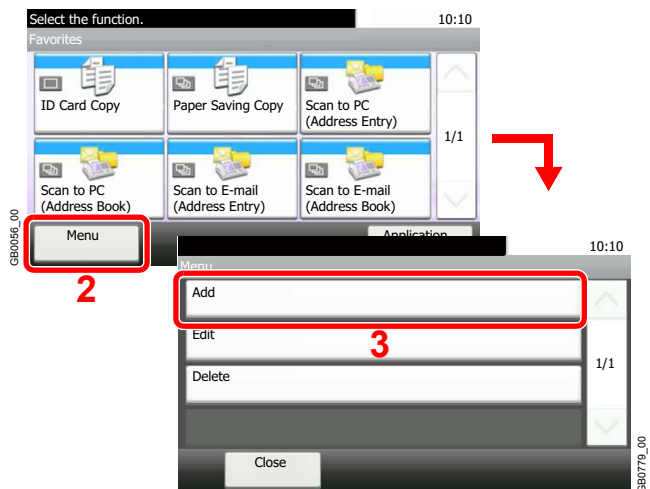 Select the function.
10:10
Favorites
ID Card Copy
Paper Saving Copy
Scan to PC
(Address Entry)
1/1
Scan to PC
(Address Book)
Scan to E-mail
(Address Entry)
Scan to E-mail
(Address Book)
Menu
Application
GB0056_00
2
10:10
Menu
Add
Edit
3
Delete
1/1
Close
GB0779_00